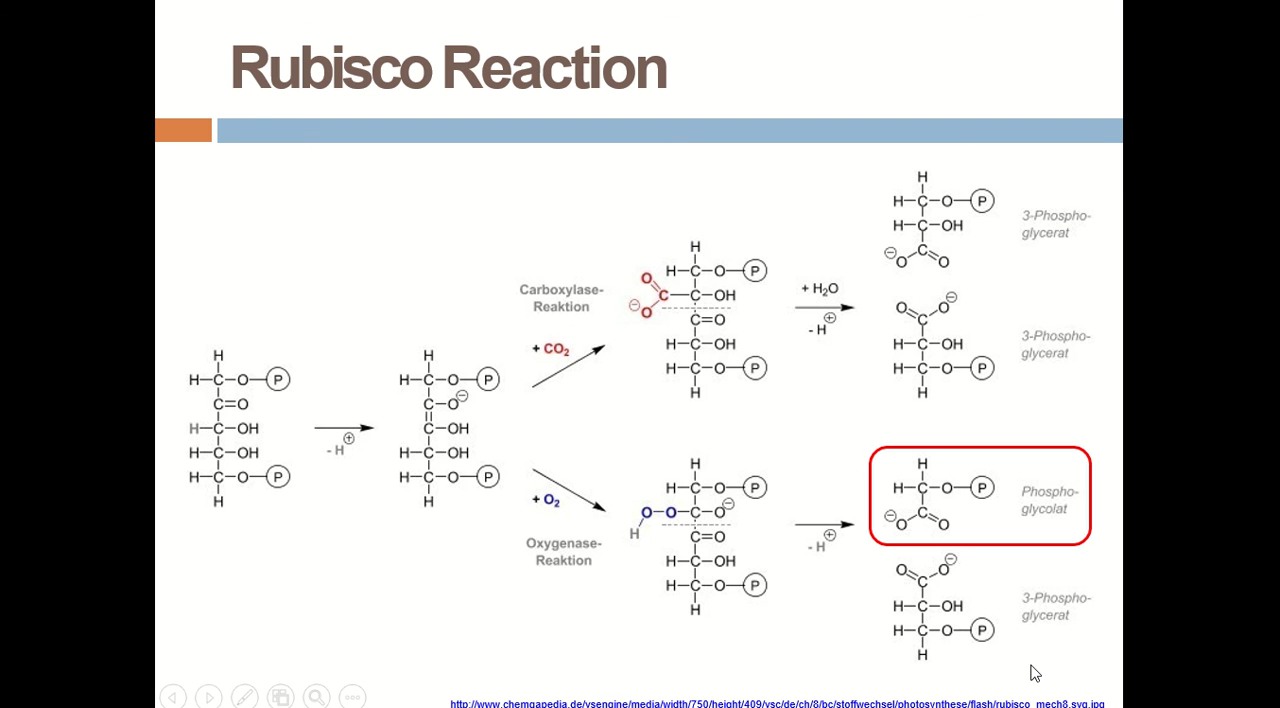 Rubisco Reaction
H
H-C-O-P
C=O
H-C-OH
H-C-OH
H-C-O-P
H
- H⊕
H
H-C-O-P
C-O⊖
C-OH
H-C-OH
H-C-O-P
H
Carboxylase-
Reaktion
+ CO₂
H
H-C-O-P
O
C-C-OH
⊖O
C=O
H-C-OH
H-C-O-P
H
+ H₂O
- H⊕
H
H-C-O-P
H-C-OH
C
⊖O O
3-Phospho-
glycerat
O O⊖
C
H-C-OH
H-C-O-P
H
3-Phospho-
glycerat
+ O₂
Oxygenase-
Reaktion
H
H-C-O-P
O-O-C-O⊖
H
C=O
H-C-OH
H-C-O-P
H
- H⊕
H
H-C-O-P
C
⊖O O
Phospho-
glycolat
O O⊖
C
H-C-OH
H-C-O-P
H
3-Phospho-
glycerat
http://www.chemgapedia.de/vsengine/media/width/750/height/409/vsc/de/ch/8/bc/stoffwechsel/photosynthese/flash/rubisco_mech8.svg.jpg